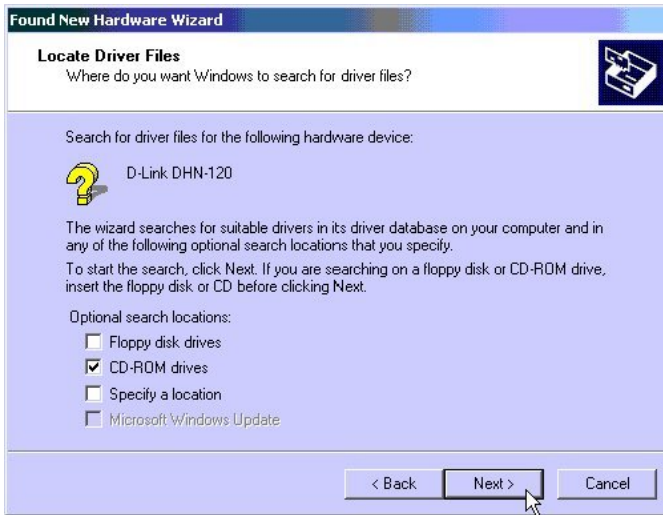 Found New Hardware Wizard
Locate Driver Files
Where do you want Windows to search for driver files?
Search for driver files for the following hardware device:
D-Link DHN-120
The wizard searches for suitable drivers in its driver database on your computer and in
any of the following optional search locations that you specify.
To start the search, click Next. If you are searching on a floppy disk or CD-ROM drive,
insert the floppy disk or CD before clicking Next.
Optional search locations:
Floppy disk drives
CD-ROM drives
Specify a location
Microsoft Windows Update
< Back
Next >
Cancel